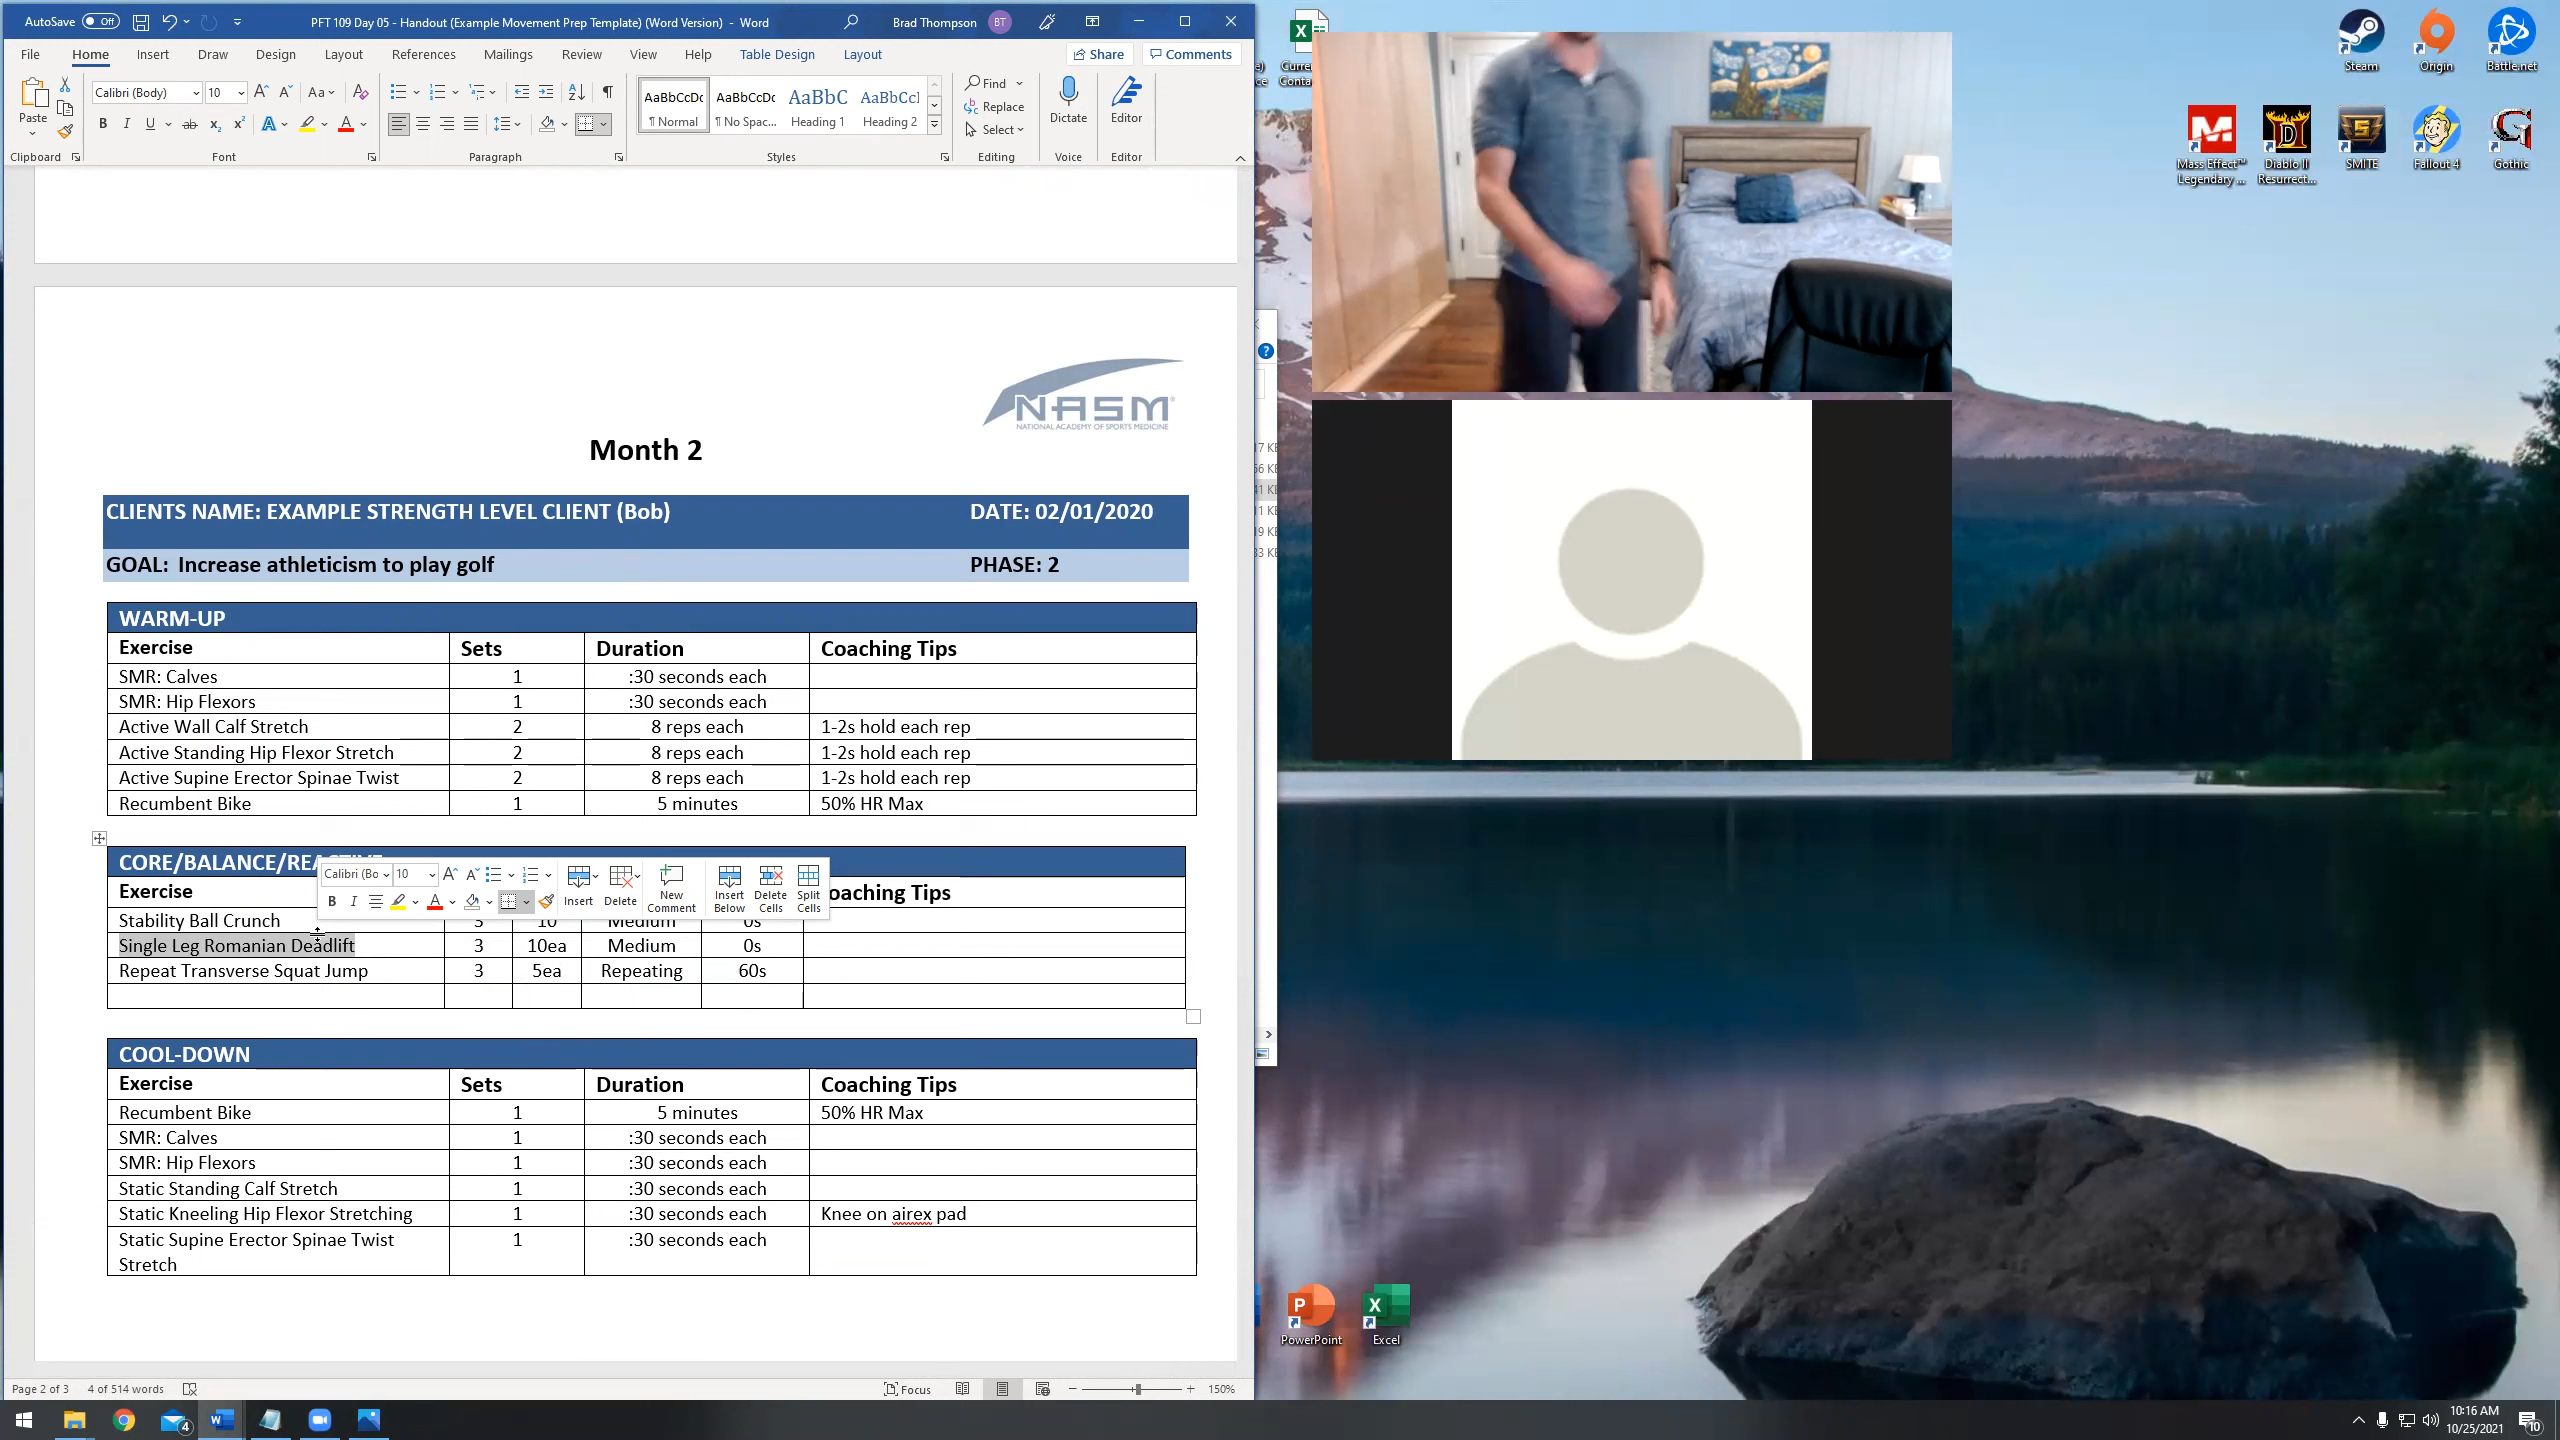 AutoSave Off
PFT 109 Day 05 - Handout (Example Movement Prep Template) (Word Version) - Word
Brad Thompson BT
File Home Insert Draw Design Layout References Mailings Review View Help Table Design Layout
Share Comments
Calibri (Body) 10
Paste
Clipboard
Font
Paragraph
AaBbCcDc ¶ Normal
AaBbCcDc ¶ No Spac...
AaBbC Heading 1
AaBbCc Heading 2
Styles
Find
Replace
Select
Editing
Dictate
Voice
Editor
Editor
NASM
NATIONAL ACADEMY OF SPORTS MEDICINE
Month 2
CLIENTS NAME: EXAMPLE STRENGTH LEVEL CLIENT (Bob) DATE: 02/01/2020
GOAL: Increase athleticism to play golf PHASE: 2
WARM-UP
Exercise Sets Duration Coaching Tips
SMR: Calves 1 :30 seconds each
SMR: Hip Flexors 1 :30 seconds each
Active Wall Calf Stretch 2 8 reps each 1-2s hold each rep
Active Standing Hip Flexor Stretch 2 8 reps each 1-2s hold each rep
Active Supine Erector Spinae Twist 2 8 reps each 1-2s hold each rep
Recumbent Bike 1 5 minutes 50% HR Max
CORE/BALANCE/REACTIVE
Calibri (Bo 10
Insert Delete New Comment Insert Below Delete Cells Split Cells
Exercise oaching Tips
Stability Ball Crunch 3 10 Medium 0s
Single Leg Romanian Deadlift 3 10ea Medium 0s
Repeat Transverse Squat Jump 3 5ea Repeating 60s
COOL-DOWN
Exercise Sets Duration Coaching Tips
Recumbent Bike 1 5 minutes 50% HR Max
SMR: Calves 1 :30 seconds each
SMR: Hip Flexors 1 :30 seconds each
Static Standing Calf Stretch 1 :30 seconds each
Static Kneeling Hip Flexor Stretching 1 :30 seconds each Knee on airex pad
Static Supine Erector Spinae Twist 1 :30 seconds each
Stretch
Page 2 of 3 4 of 514 words
Focus
150%
Steam
Origin
Battle.net
Mass Effect™ Legendary ...
Diablo II Resurrect...
SMITE
Fallout 4
Gothic
PowerPoint
Excel
4
10:16 AM
10/25/2021
10